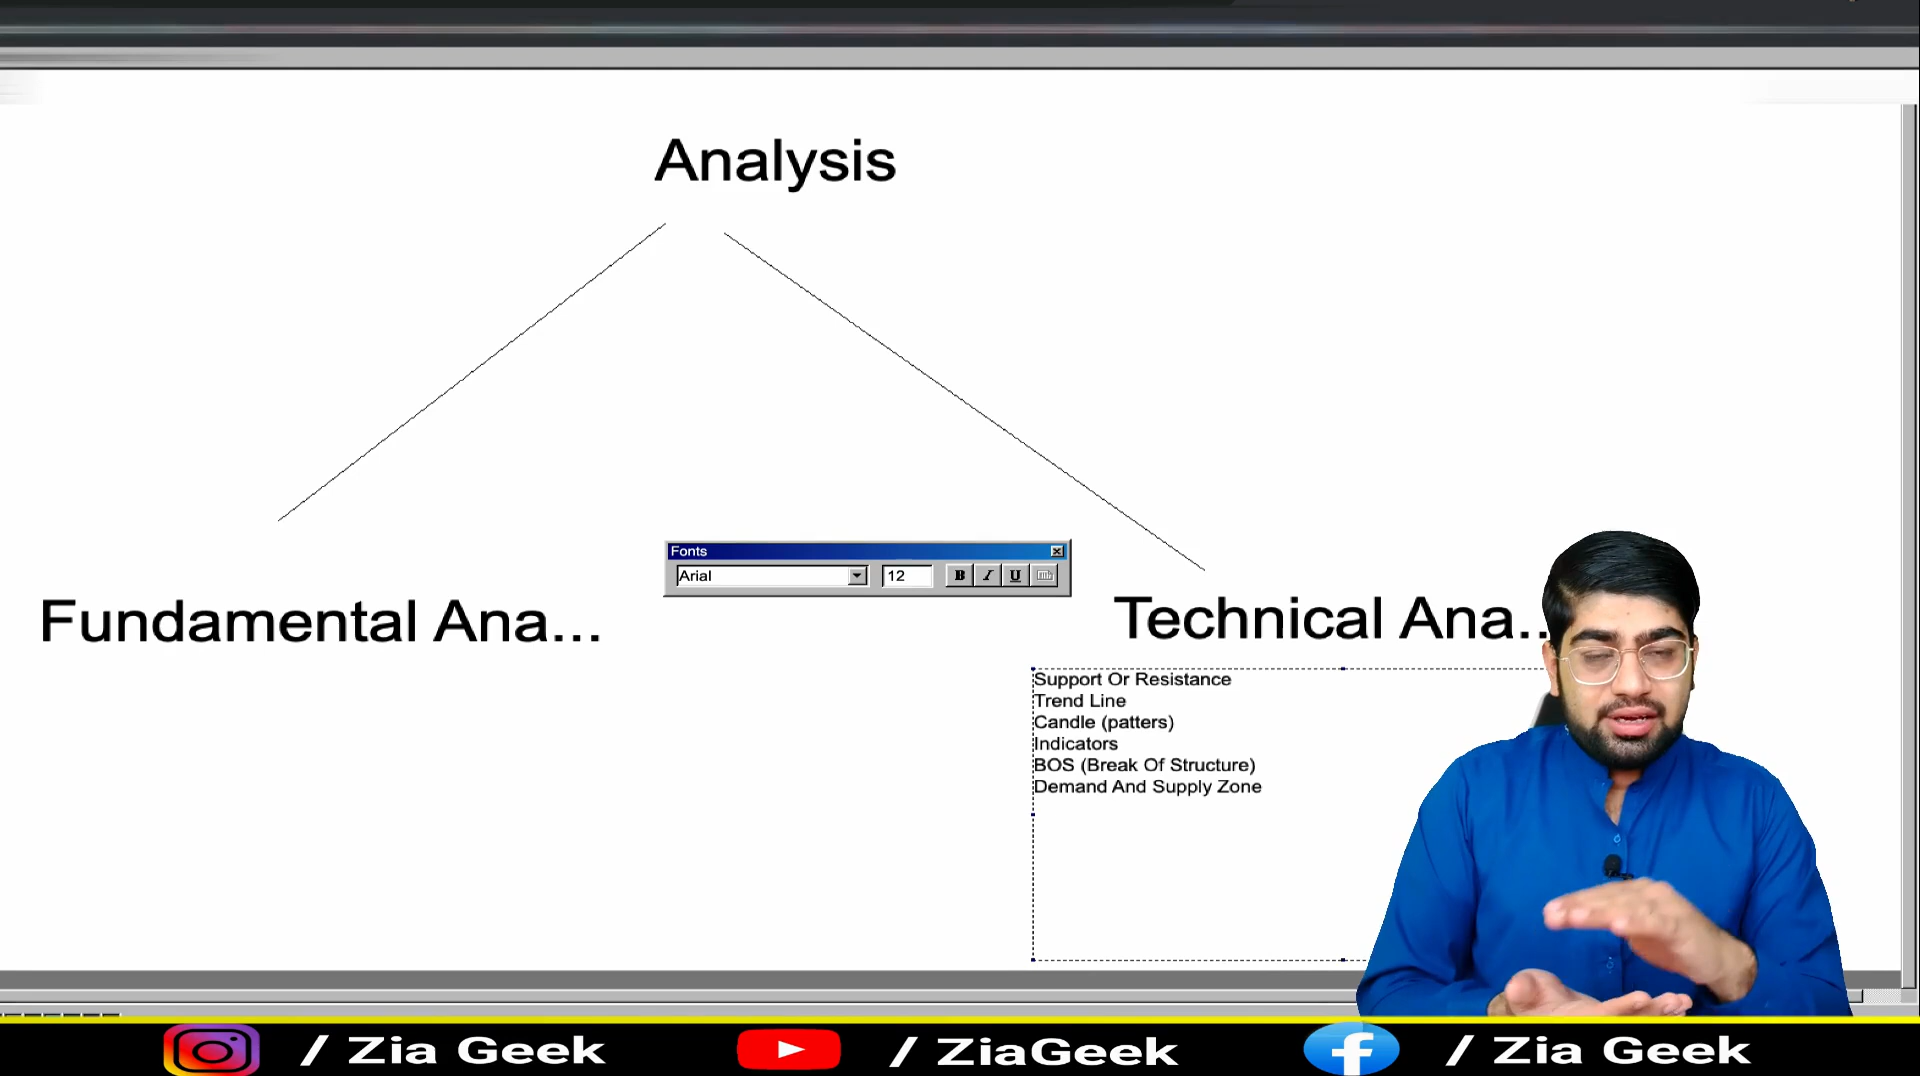 Analysis
Fonts
Arial
12
B I U
Fundamental Ana...
Technical Ana..
Support Or Resistance
Trend Line
Candle (patters)
Indicators
BOS (Break Of Structure)
Demand And Supply Zone
/ Zia Geek
/ ZiaGeek
/ Zia Geek